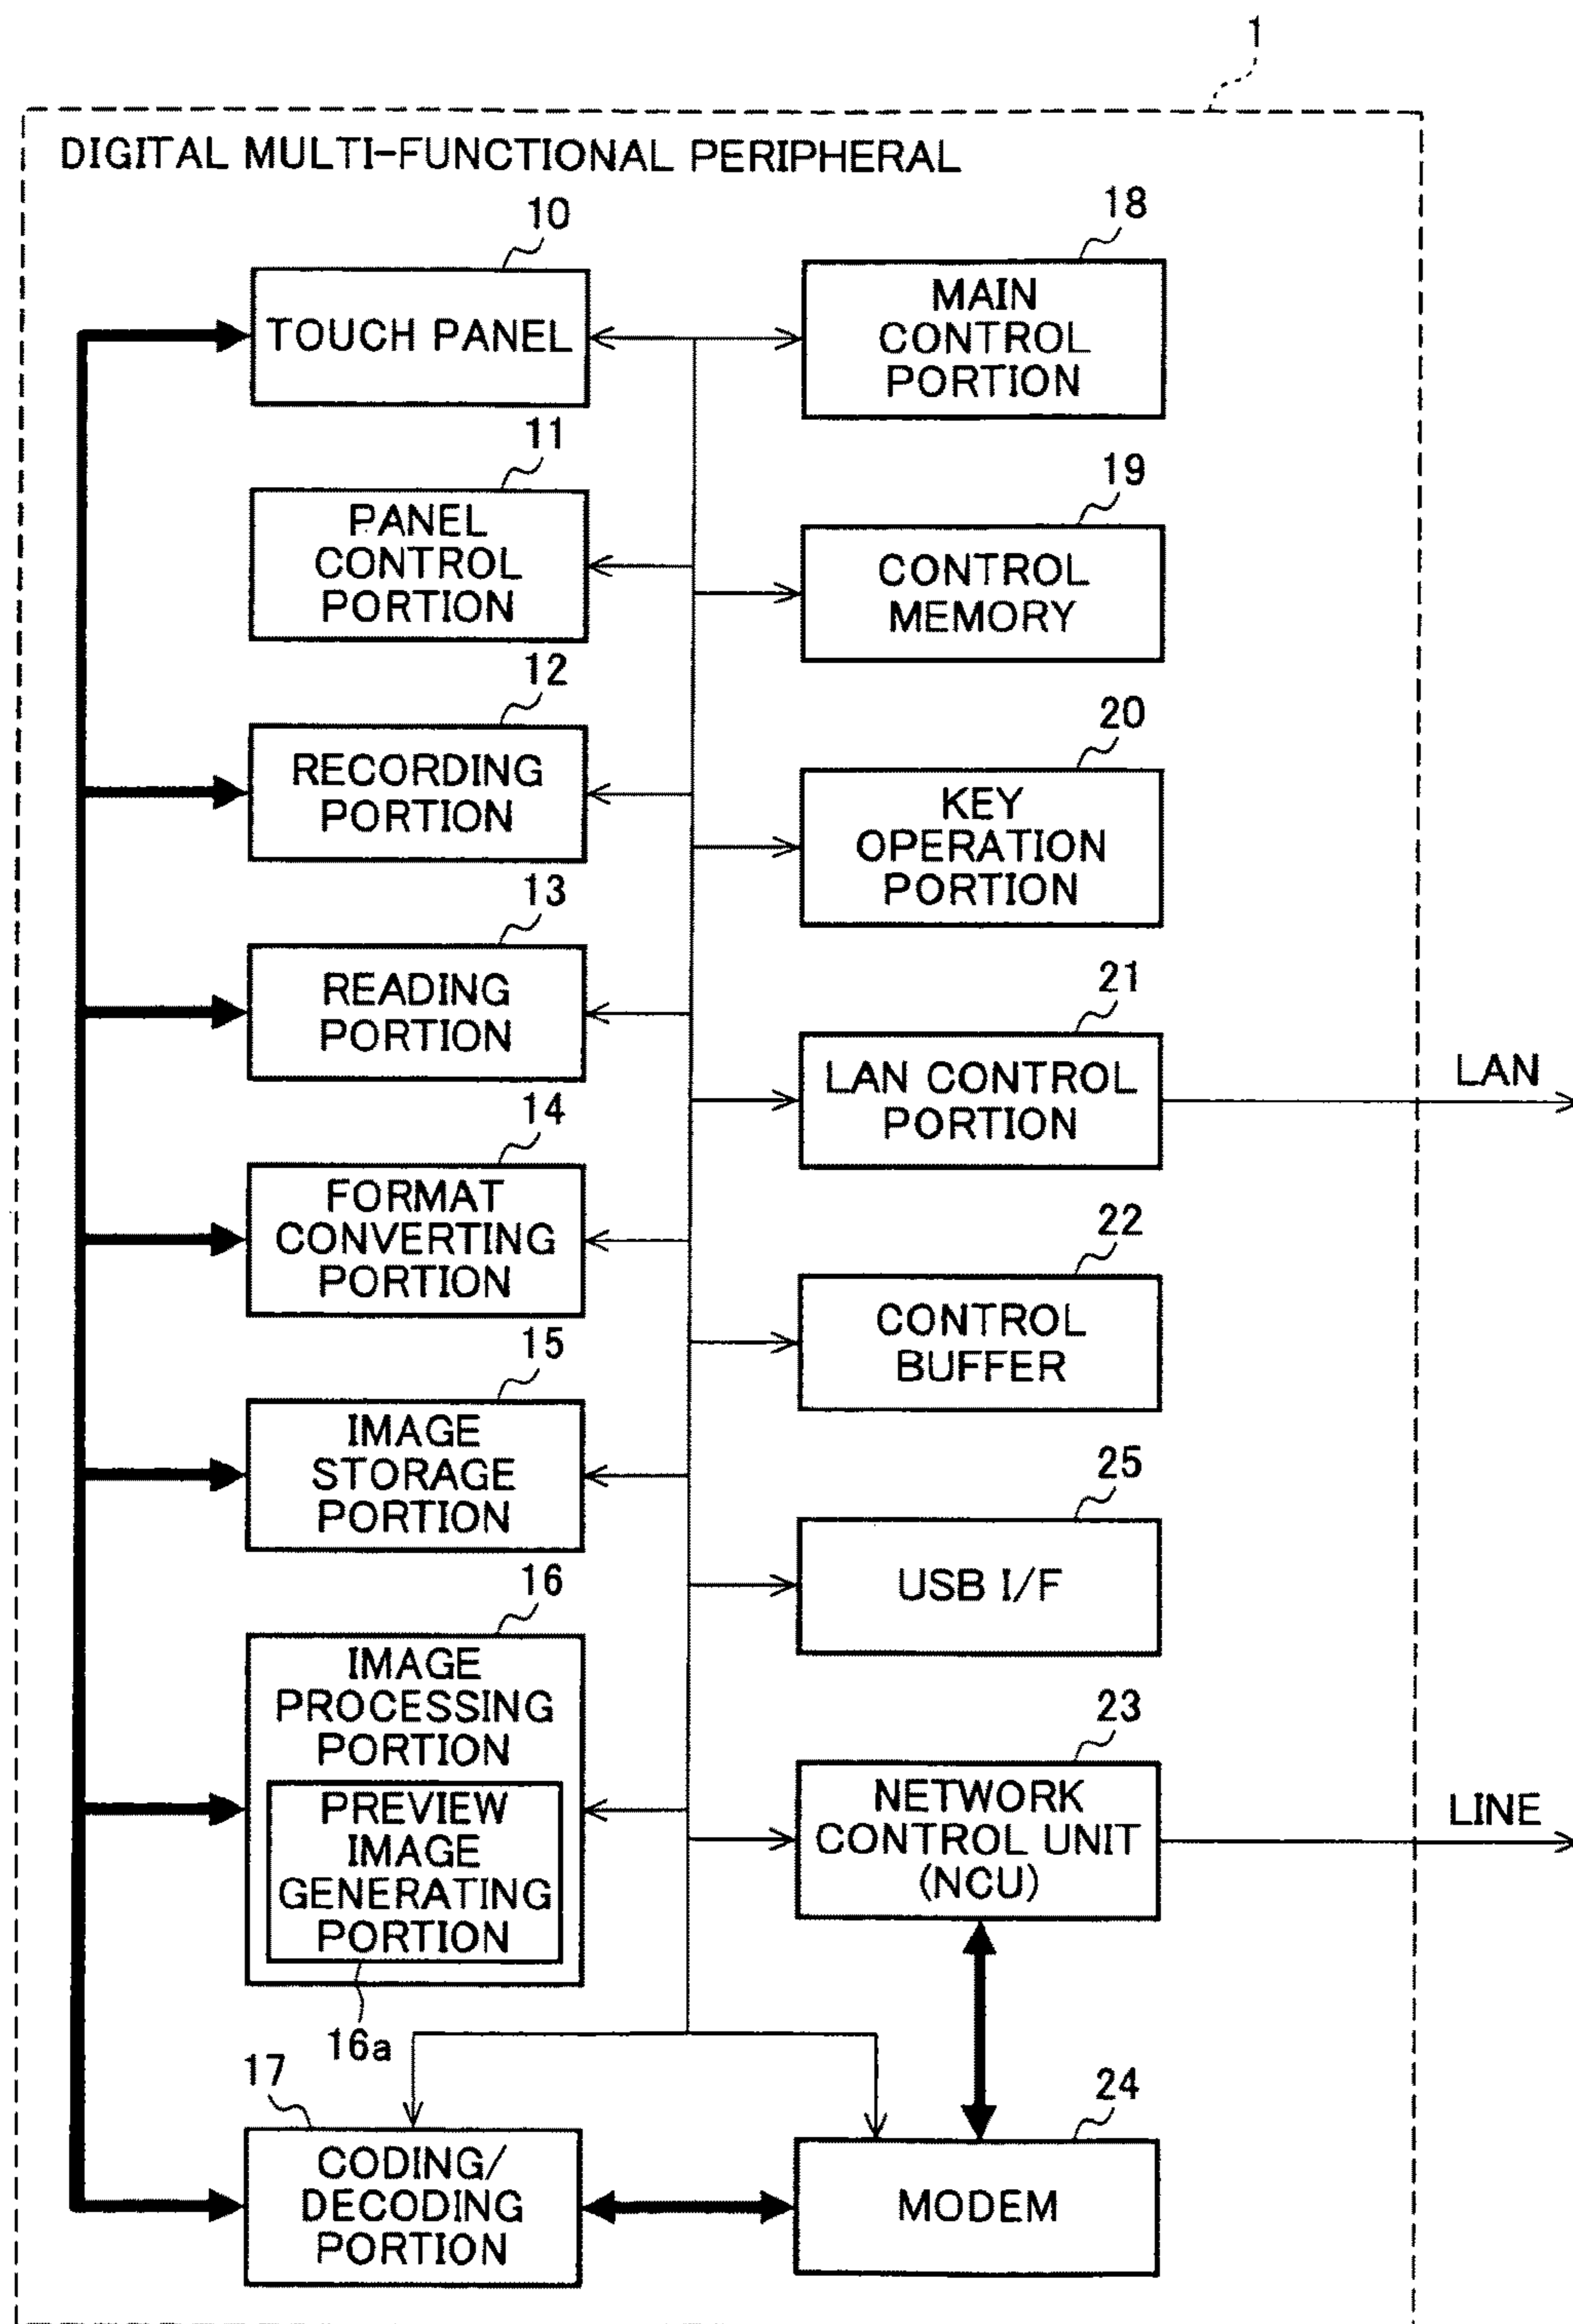 1
DIGITAL MULTI-FUNCTIONAL PERIPHERAL
10
TOUCH PANEL
11
PANEL
CONTROL
PORTION
12
RECORDING
PORTION
13
READING
PORTION
14
FORMAT
CONVERTING
PORTION
15
IMAGE
STORAGE
PORTION
16
IMAGE
PROCESSING
PORTION
PREVIEW
IMAGE
GENERATING
PORTION
16a
17
CODING/
DECODING
PORTION
18
MAIN
CONTROL
PORTION
19
CONTROL
MEMORY
20
KEY
OPERATION
PORTION
21
LAN CONTROL
PORTION
LAN
22
CONTROL
BUFFER
25
USB I/F
23
NETWORK
CONTROL UNIT
(NCU)
LINE
24
MODEM